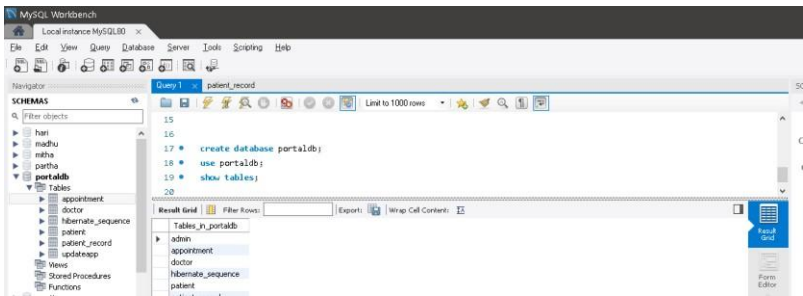 MySQL Workbench
Local instance MySQL80 ×
File Edit View Query Database Server Tools Scripting Help
Navigator
Query 1 × patient_record
SCHEMAS
Limit to 1000 rows
Filter objects
15
hari
16
madhu
17 create database portaldb;
mitha
18 use portaldb;
partha
19 show tables;
portaldb
20
Tables
appointment
Result Grid Filter Rows: Export: Wrap Cell Content:
doctor
Tables_in_portaldb
hibernate_sequence
admin
Result Grid
patient
appointment
patient_record
doctor
updateapp
hibernate_sequence
Views
patient
Form Editor
Stored Procedures
Functions